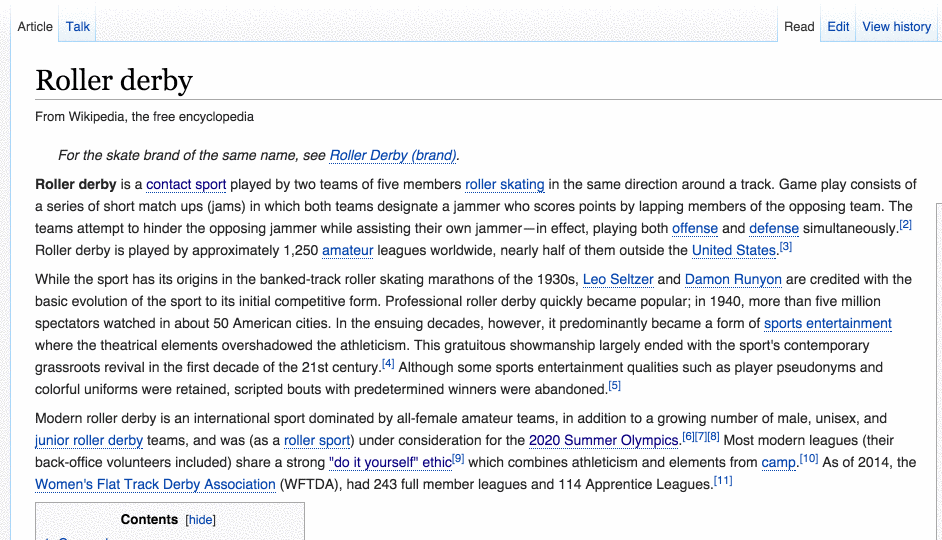 Article Talk Read Edit View history
Roller derby
From Wikipedia, the free encyclopedia
For the skate brand of the same name, see Roller Derby (brand).
Roller derby is a contact sport played by two teams of five members roller skating in the same direction around a track. Game play consists of
a series of short match ups (jams) in which both teams designate a jammer who scores points by lapping members of the opposing team. The
teams attempt to hinder the opposing jammer while assisting their own jammer—in effect, playing both offense and defense simultaneously.[2]
Roller derby is played by approximately 1,250 amateur leagues worldwide, nearly half of them outside the United States.[3]
While the sport has its origins in the banked-track roller skating marathons of the 1930s, Leo Seltzer and Damon Runyon are credited with the
basic evolution of the sport to its initial competitive form. Professional roller derby quickly became popular; in 1940, more than five million
spectators watched in about 50 American cities. In the ensuing decades, however, it predominantly became a form of sports entertainment
where the theatrical elements overshadowed the athleticism. This gratuitous showmanship largely ended with the sport's contemporary
grassroots revival in the first decade of the 21st century.[4] Although some sports entertainment qualities such as player pseudonyms and
colorful uniforms were retained, scripted bouts with predetermined winners were abandoned.[5]
Modern roller derby is an international sport dominated by all-female amateur teams, in addition to a growing number of male, unisex, and
junior roller derby teams, and was (as a roller sport) under consideration for the 2020 Summer Olympics.[6][7][8] Most modern leagues (their
back-office volunteers included) share a strong "do it yourself" ethic[9] which combines athleticism and elements from camp.[10] As of 2014, the
Women's Flat Track Derby Association (WFTDA), had 243 full member leagues and 114 Apprentice Leagues.[11]
Contents [hide]